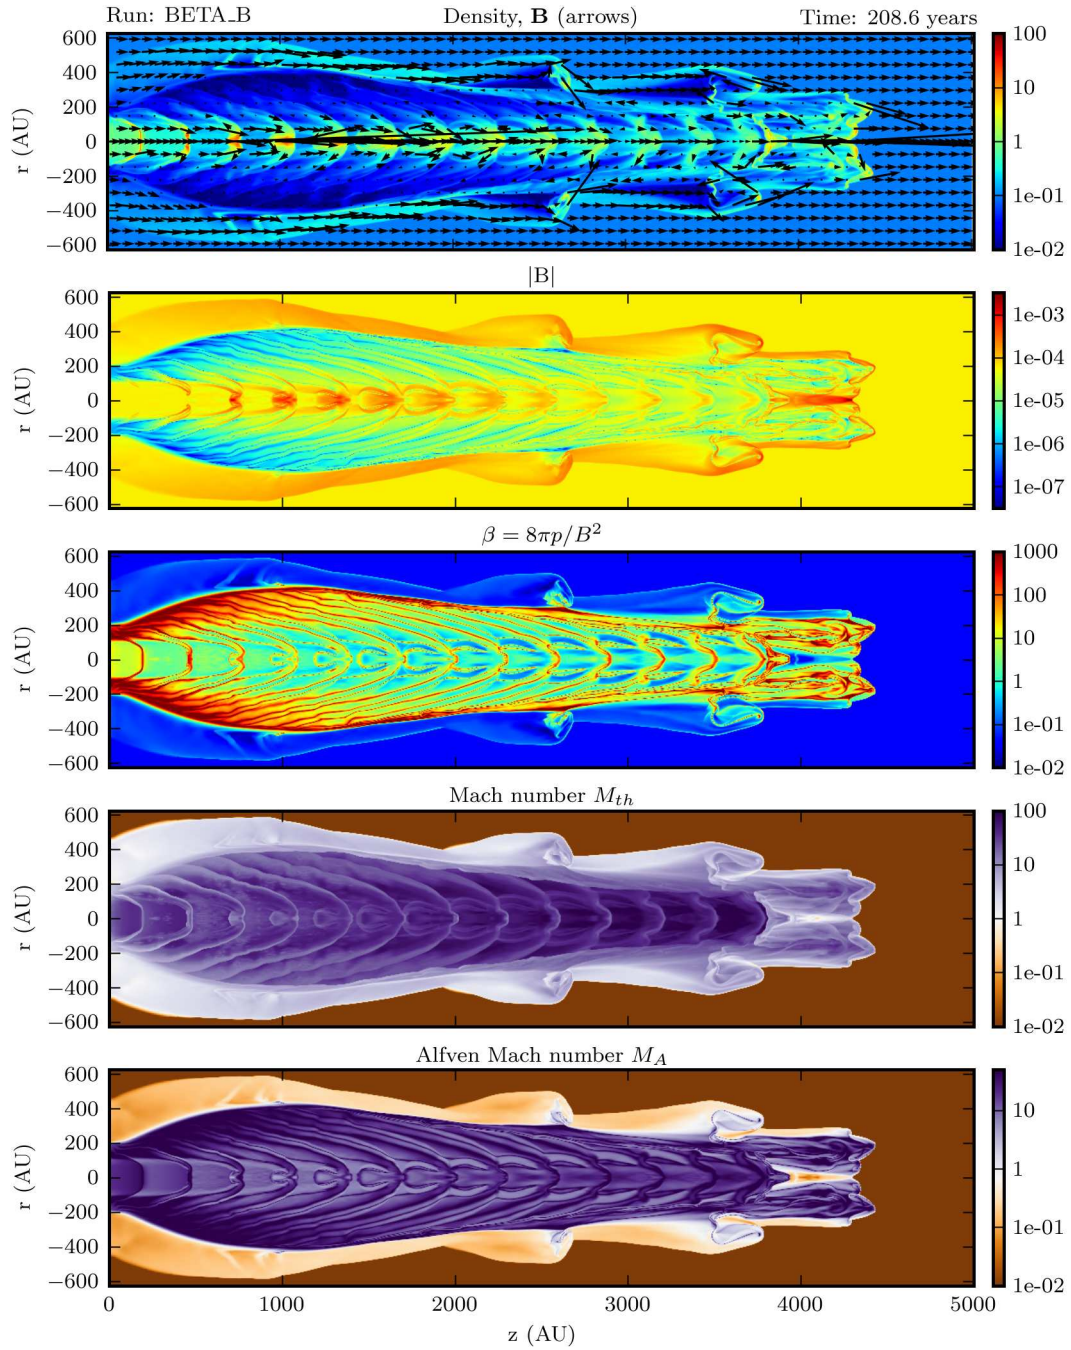 Run: BETA_B Density, B (arrows) Time: 208.6 years
600
400
200
0
−200
−400
−600
r (AU)
100
10
1
1e-01
1e-02
|B|
600
400
200
0
−200
−400
−600
r (AU)
1e-03
1e-04
1e-05
1e-06
1e-07
β = 8πp/B²
600
400
200
0
−200
−400
−600
r (AU)
1000
100
10
1
1e-01
1e-02
Mach number M_th
600
400
200
0
−200
−400
−600
r (AU)
100
10
1
1e-01
1e-02
Alfven Mach number M_A
600
400
200
0
−200
−400
−600
r (AU)
10
1
1e-01
1e-02
0 1000 2000 3000 4000 5000
z (AU)